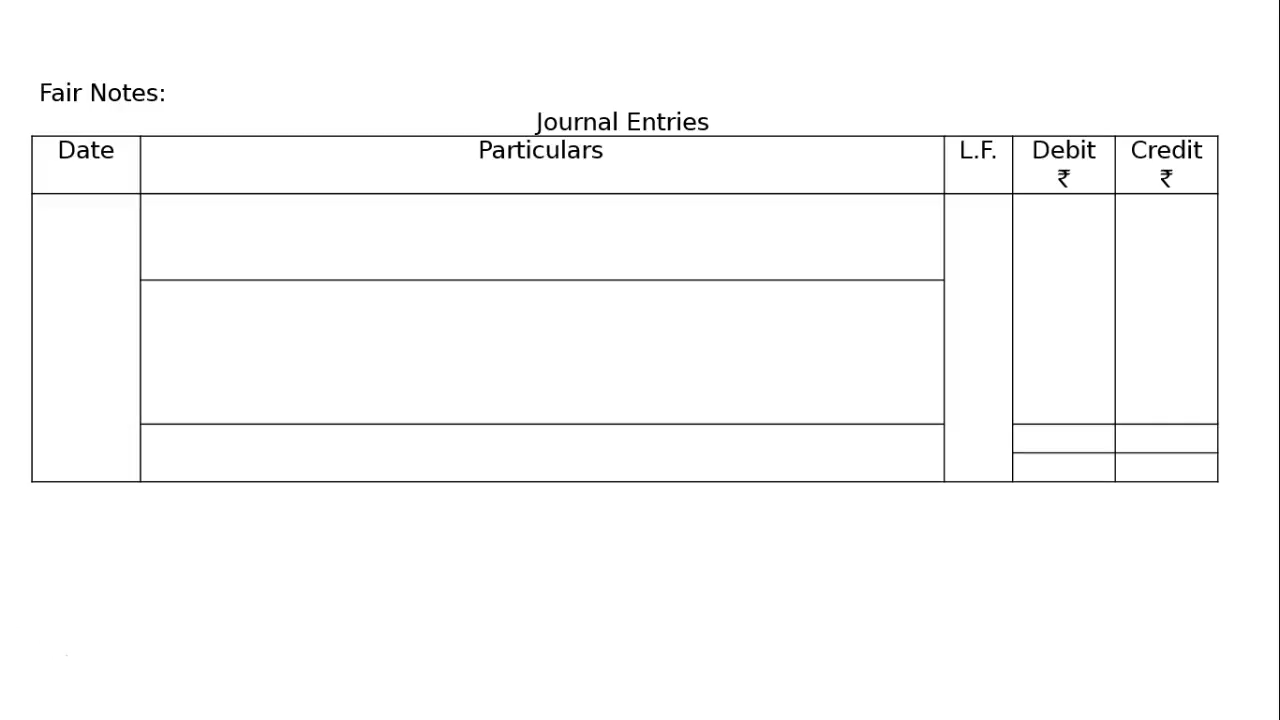 Fair Notes:
Journal Entries
Date Particulars L.F. Debit Credit
₹ ₹